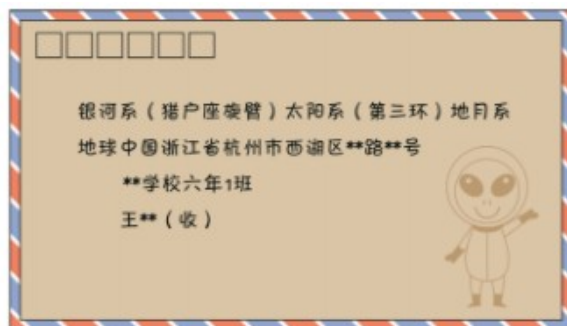 银河系（猎户座旋臂）太阳系（第三环）地月系
地球中国浙江省杭州市西湖区**路**号
**学校六年1班
王**（收）